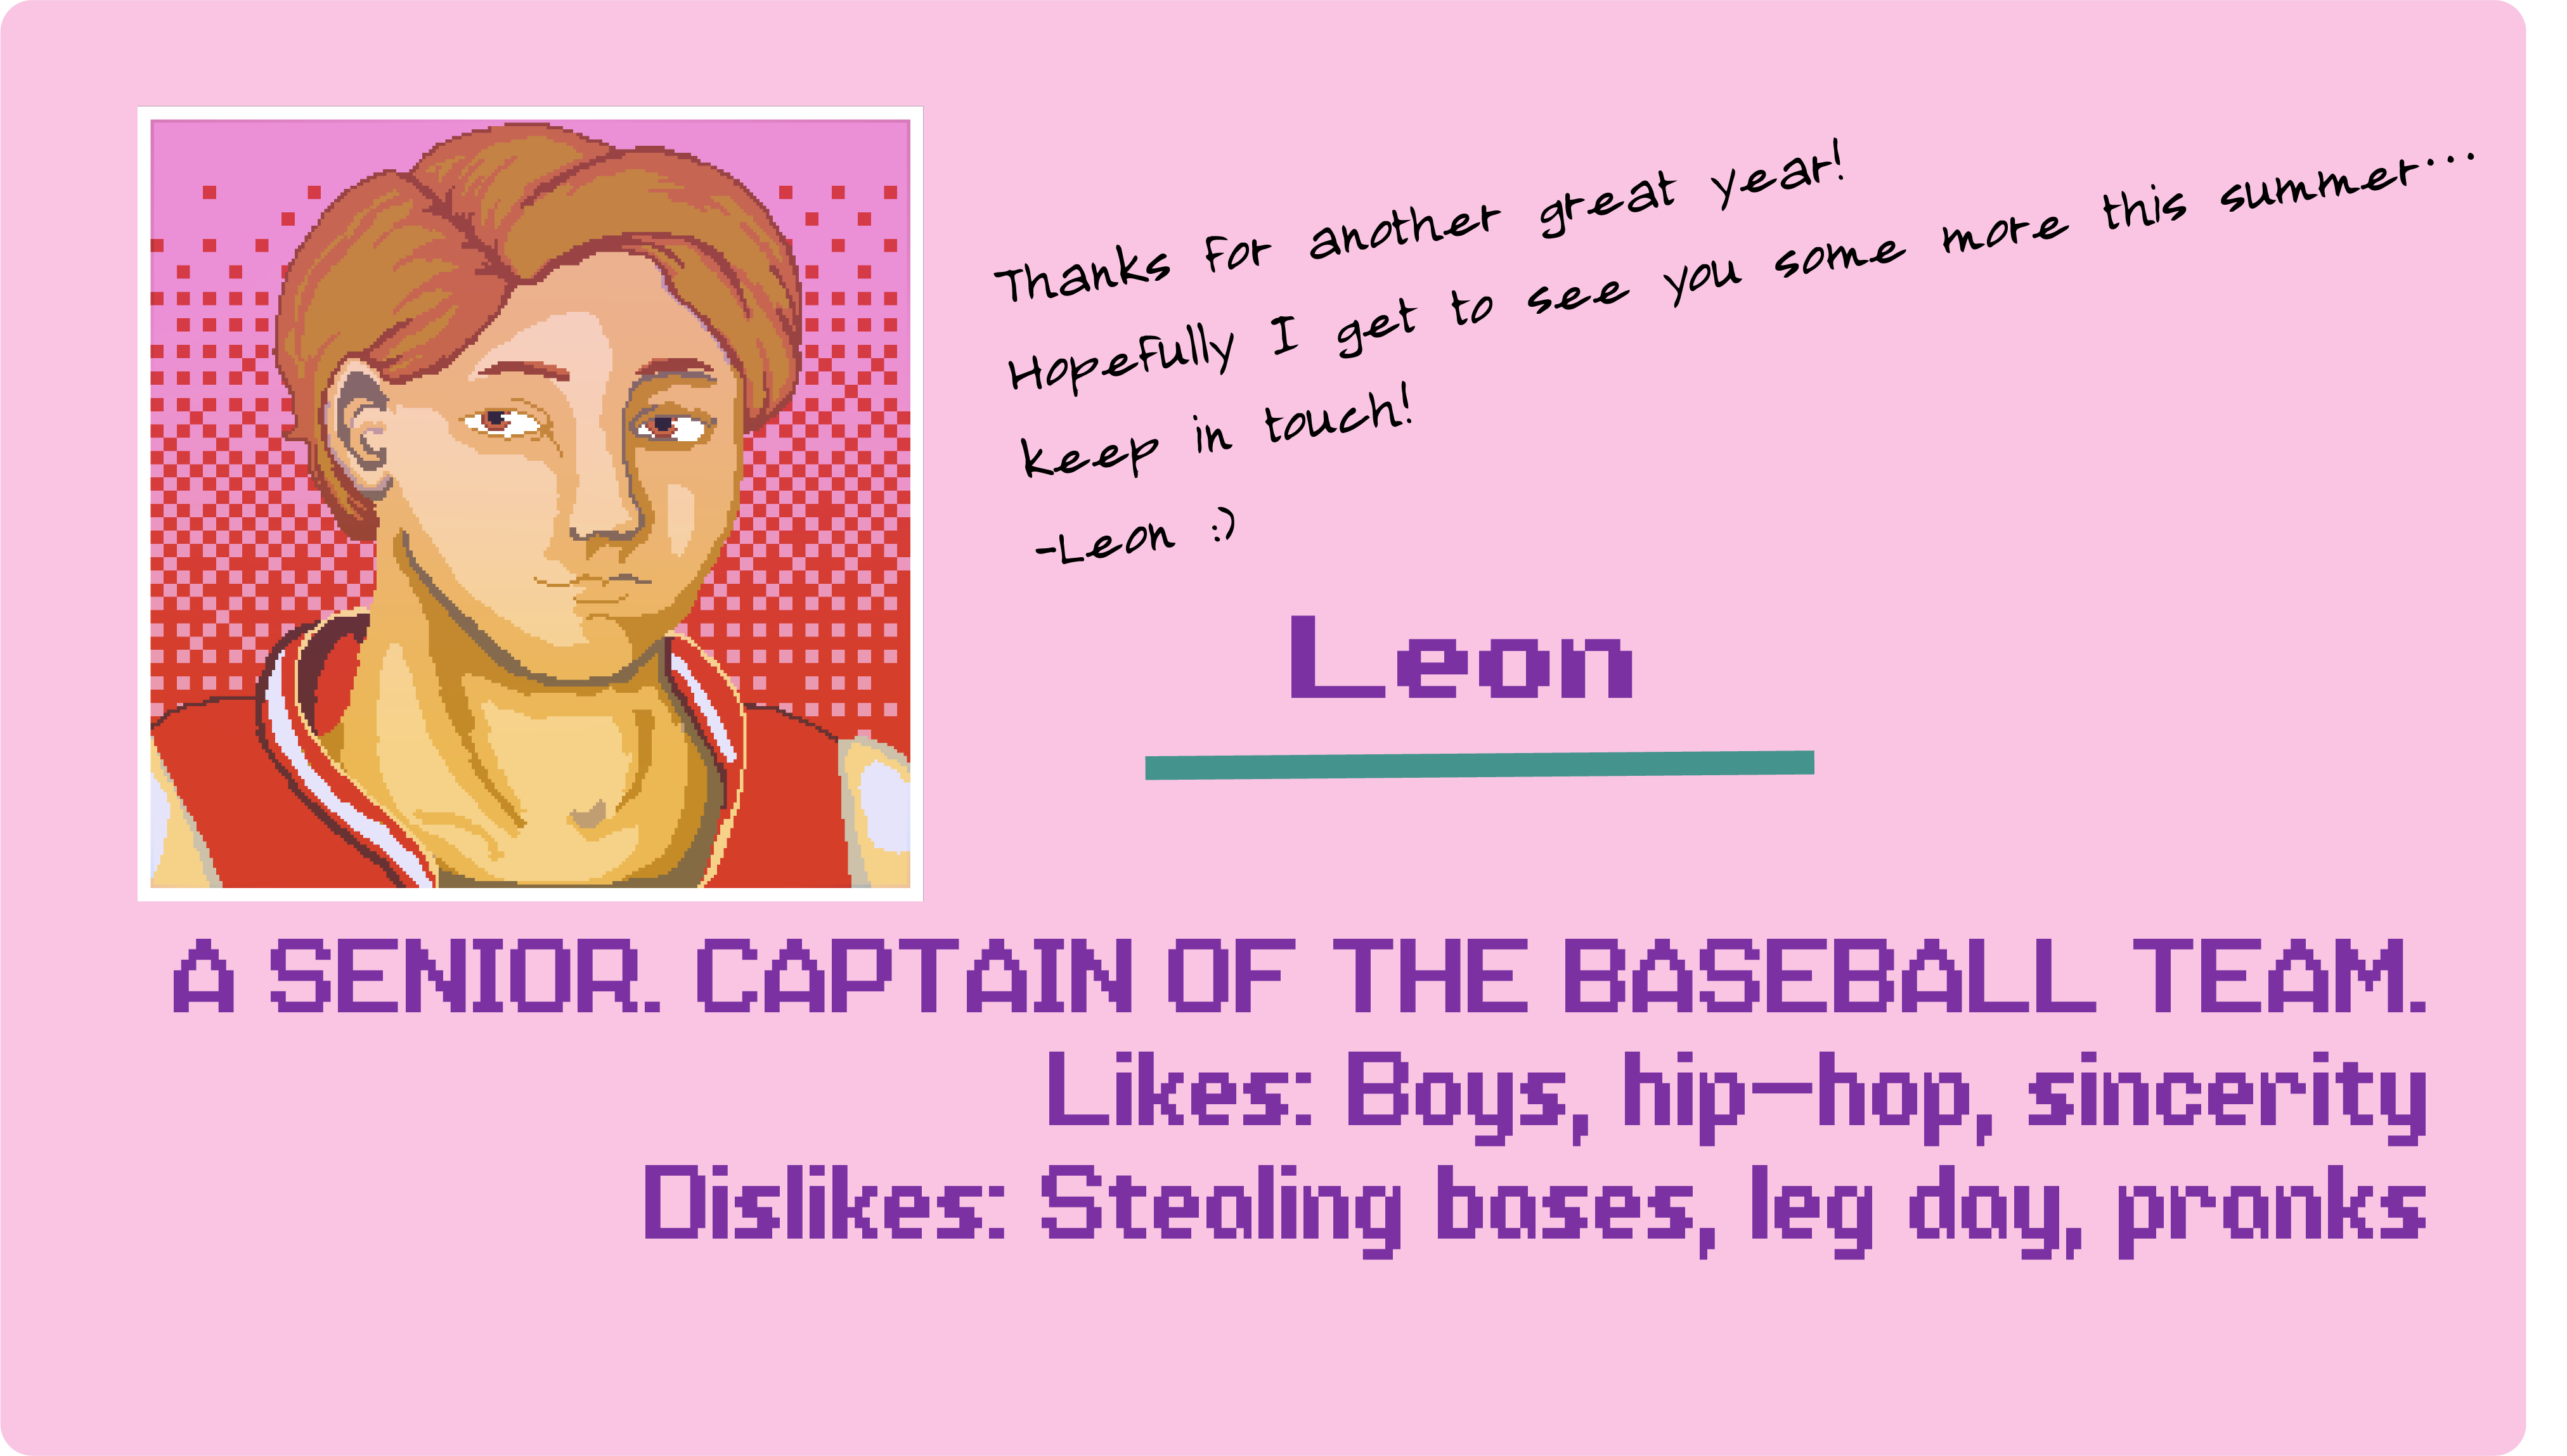 Thanks for another great year!
Hopefully I get to see you some more this summer...
keep in touch!
-Leon :)
Leon
A SENIOR. CAPTAIN OF THE BASEBALL TEAM.
Likes: Boys, hip-hop, sincerity
Dislikes: Stealing bases, leg day, pranks